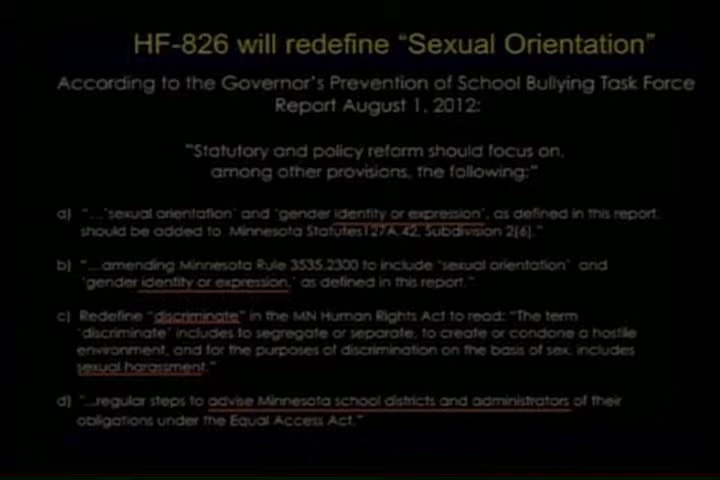 HF-826 will redefine "Sexual Orientation"
According to the Governor's Prevention of School Bullying Task Force
Report August 1, 2012:
"Statutory and policy reform should focus on,
among other provisions, the following:"
a) "...'sexual orientation' and 'gender identity or expression', as defined in this report,
should be added to Minnesota Statutes127A.42, Subdivision 2(6)."
b) "...amending Minnesota Rule 3535.2300 to include 'sexual orientation' and
'gender identity or expression,' as defined in this report."
c) Redefine "discriminate" in the MN Human Rights Act to read: "The term
'discriminate' includes to segregate or separate, to create or condone a hostile
environment, and for the purposes of discrimination on the basis of sex, includes
sexual harassment."
d) "...regular steps to advise Minnesota school districts and administrators of their
obligations under the Equal Access Act."